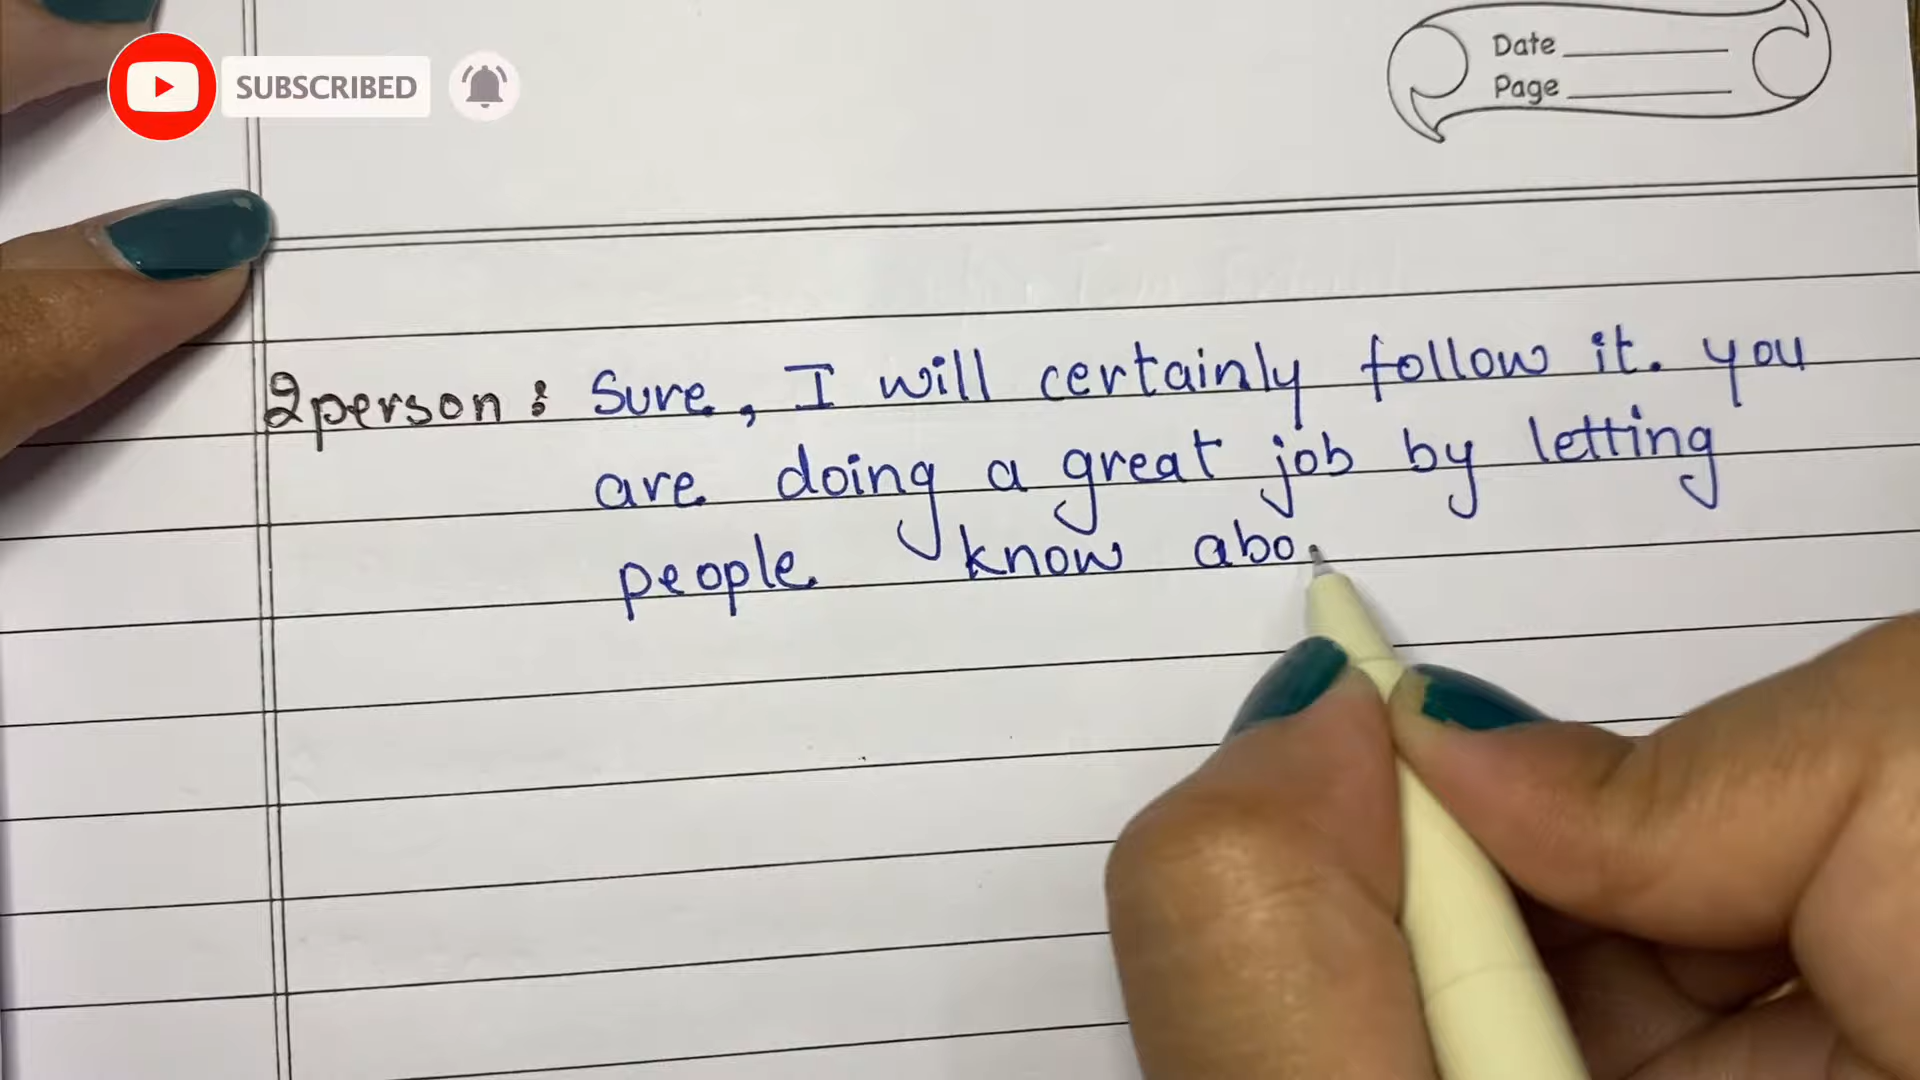 SUBSCRIBED
Date
Page
2person : Sure, I will certainly follow it. you
are doing a great job by letting
people know abo